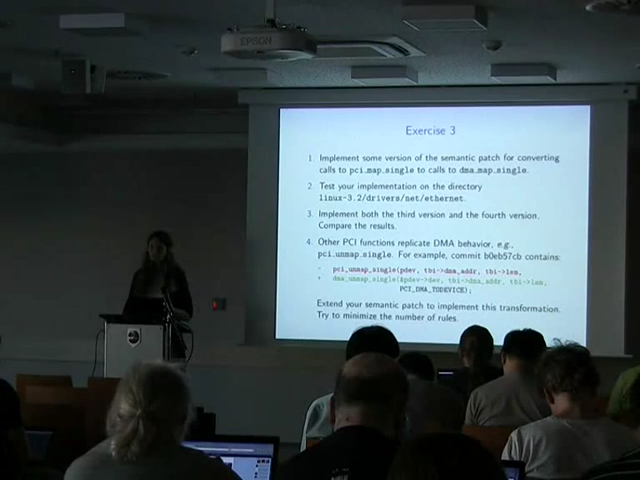 EPSON
Exercise 3
1. Implement some version of the semantic patch for converting
calls to pci_map_single to calls to dma_map_single.
2. Test your implementation on the directory
linux-3.2/drivers/net/ethernet.
3. Implement both the third version and the fourth version.
Compare the results.
4. Other PCI functions replicate DMA behavior, e.g.,
pci_unmap_single. For example, commit b0eb57cb contains:
- pci_unmap_single(pdev, tbi->dma_addr, tbi->len,
+ dma_unmap_single(&pdev->dev, tbi->dma_addr, tbi->len,
PCI_DMA_TODEVICE);
Extend your semantic patch to implement this transformation.
Try to minimize the number of rules.